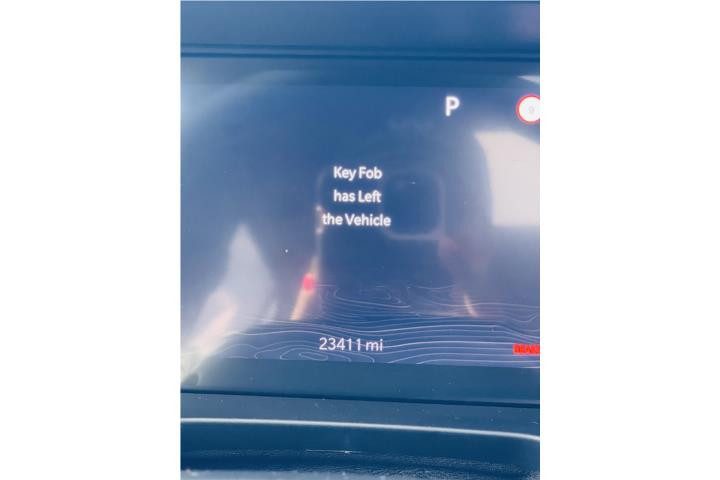 P
Key Fob
has Left
the Vehicle
23411 mi